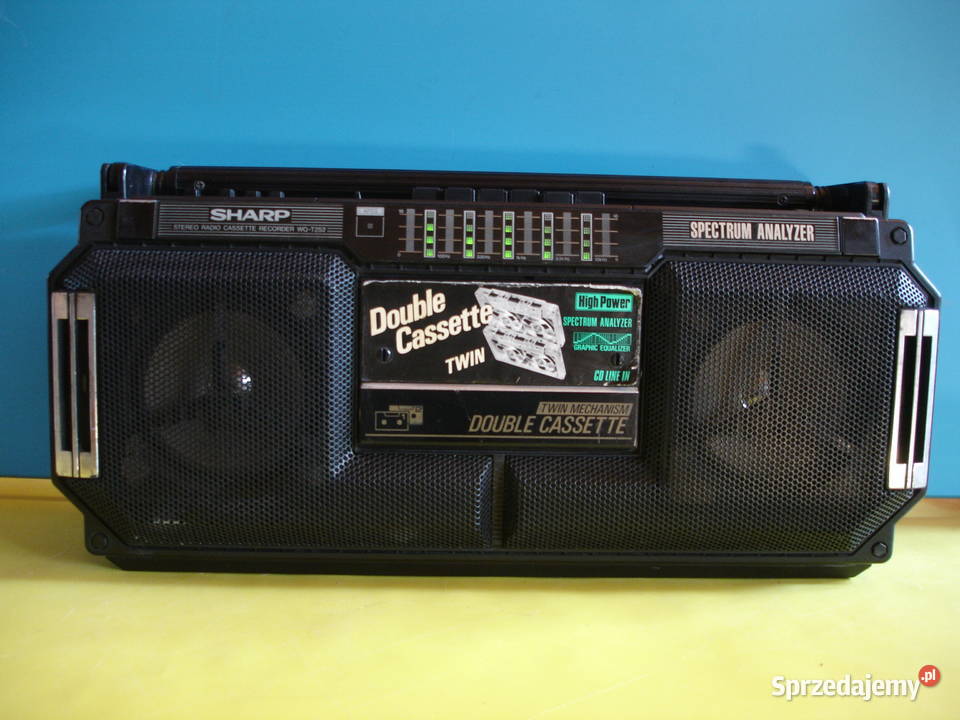 SHARP
STEREO RADIO CASSETTE RECORDER WQ-T252
SPECTRUM ANALYZER
Double
Cassette
TWIN
High Power
SPECTRUM ANALYZER
GRAPHIC EQUALIZER
CD LINE IN
TWIN MECHANISM
DOUBLE CASSETTE
Sprzedajemy.pl